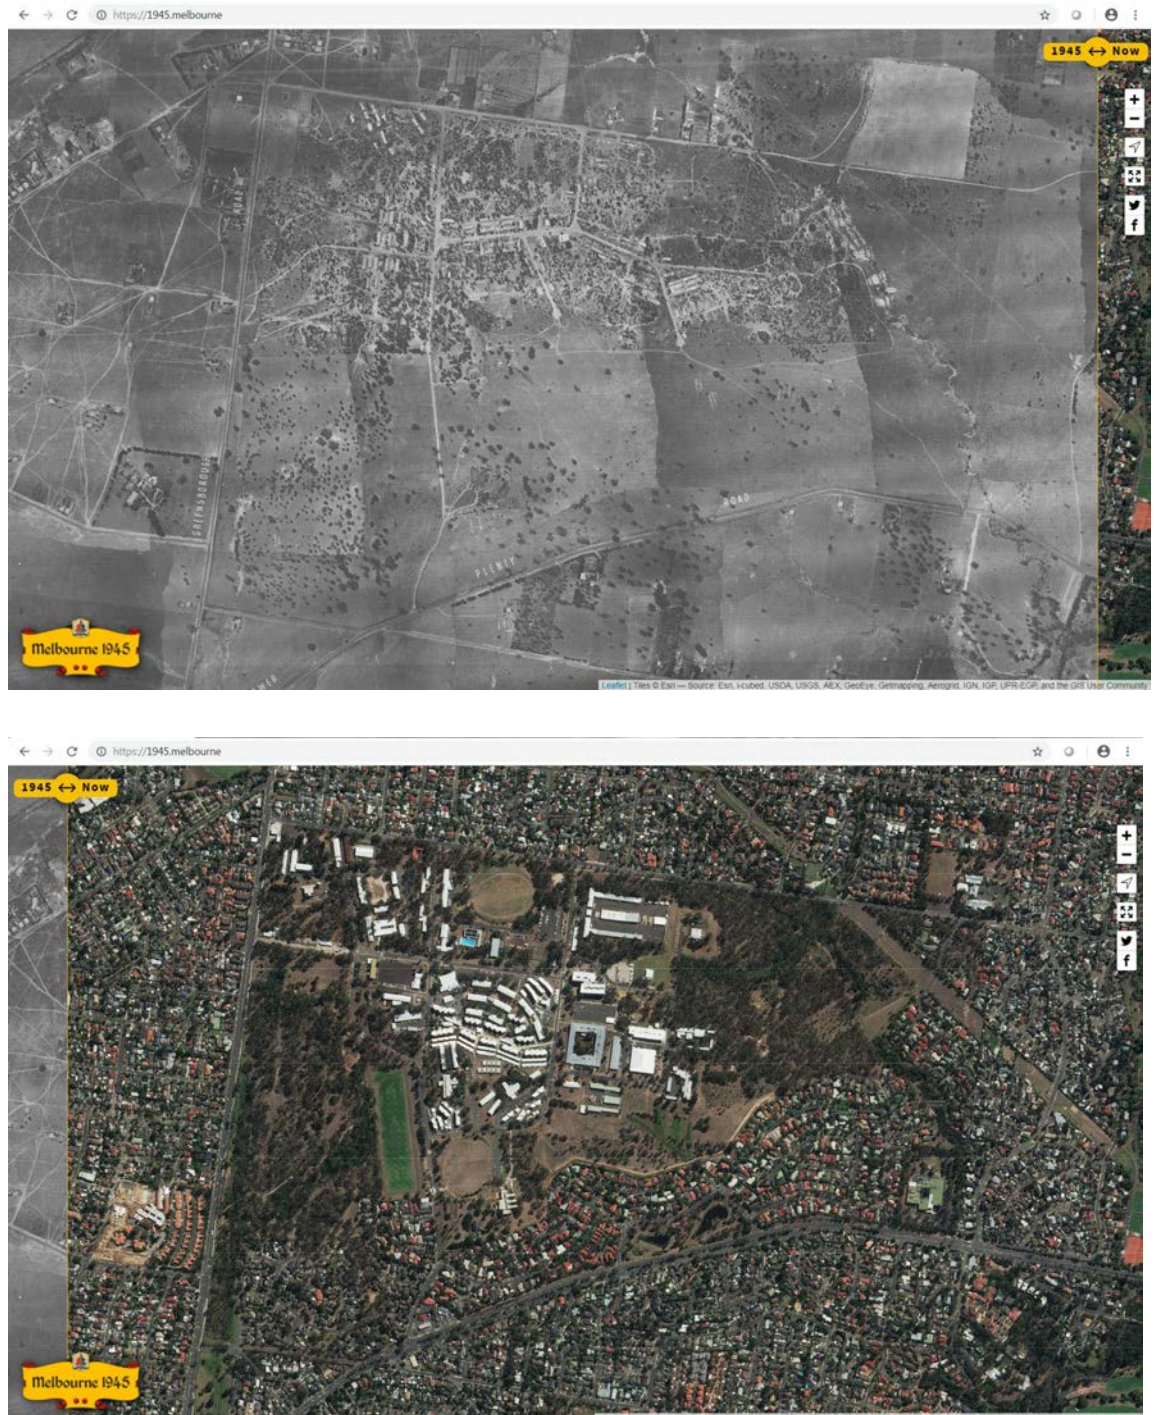 https://1945.melbourne
1945 ↔ Now
+
−
ROAD
GREENSBOROUGH
ROAD
PLENTY
Melbourne 1945
Leaflet | Tiles © Esri — Source: Esri, i-cubed, USDA, USGS, AEX, GeoEye, Getmapping, Aerogrid, IGN, IGP, UPR-EGP, and the GIS User Community
https://1945.melbourne
1945 ↔ Now
+
−
Melbourne 1945